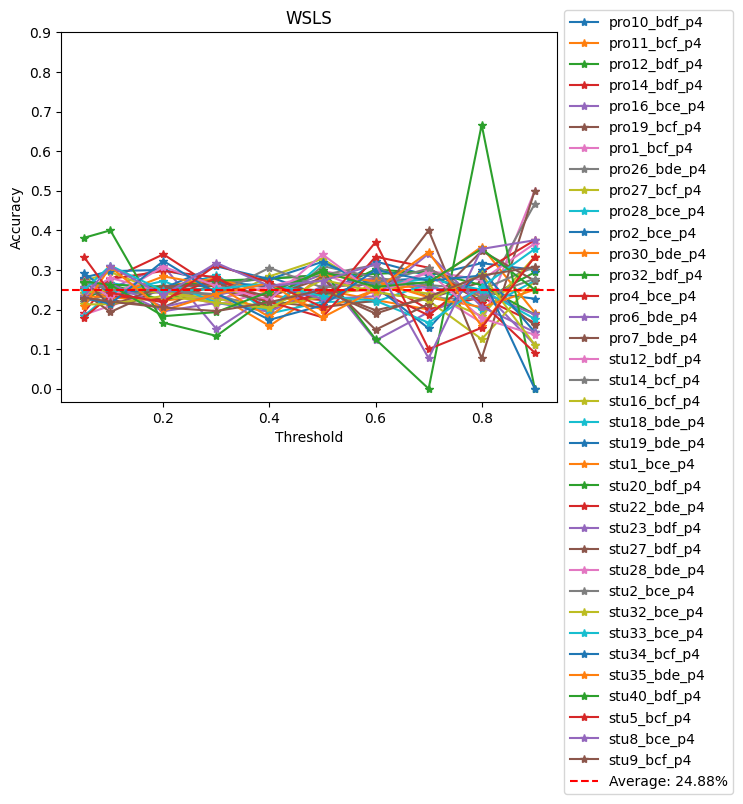 WSLS
0.9
0.8
0.7
0.6
0.5
0.4
0.3
0.2
0.1
0.0
Accuracy
0.2
0.4
0.6
0.8
Threshold
pro10_bdf_p4
pro11_bcf_p4
pro12_bdf_p4
pro14_bdf_p4
pro16_bce_p4
pro19_bcf_p4
pro1_bcf_p4
pro26_bde_p4
pro27_bcf_p4
pro28_bce_p4
pro2_bce_p4
pro30_bde_p4
pro32_bdf_p4
pro4_bce_p4
pro6_bde_p4
pro7_bde_p4
stu12_bdf_p4
stu14_bcf_p4
stu16_bcf_p4
stu18_bde_p4
stu19_bde_p4
stu1_bce_p4
stu20_bdf_p4
stu22_bde_p4
stu23_bdf_p4
stu27_bdf_p4
stu28_bde_p4
stu2_bce_p4
stu32_bce_p4
stu33_bce_p4
stu34_bcf_p4
stu35_bde_p4
stu40_bdf_p4
stu5_bcf_p4
stu8_bce_p4
stu9_bcf_p4
Average: 24.88%